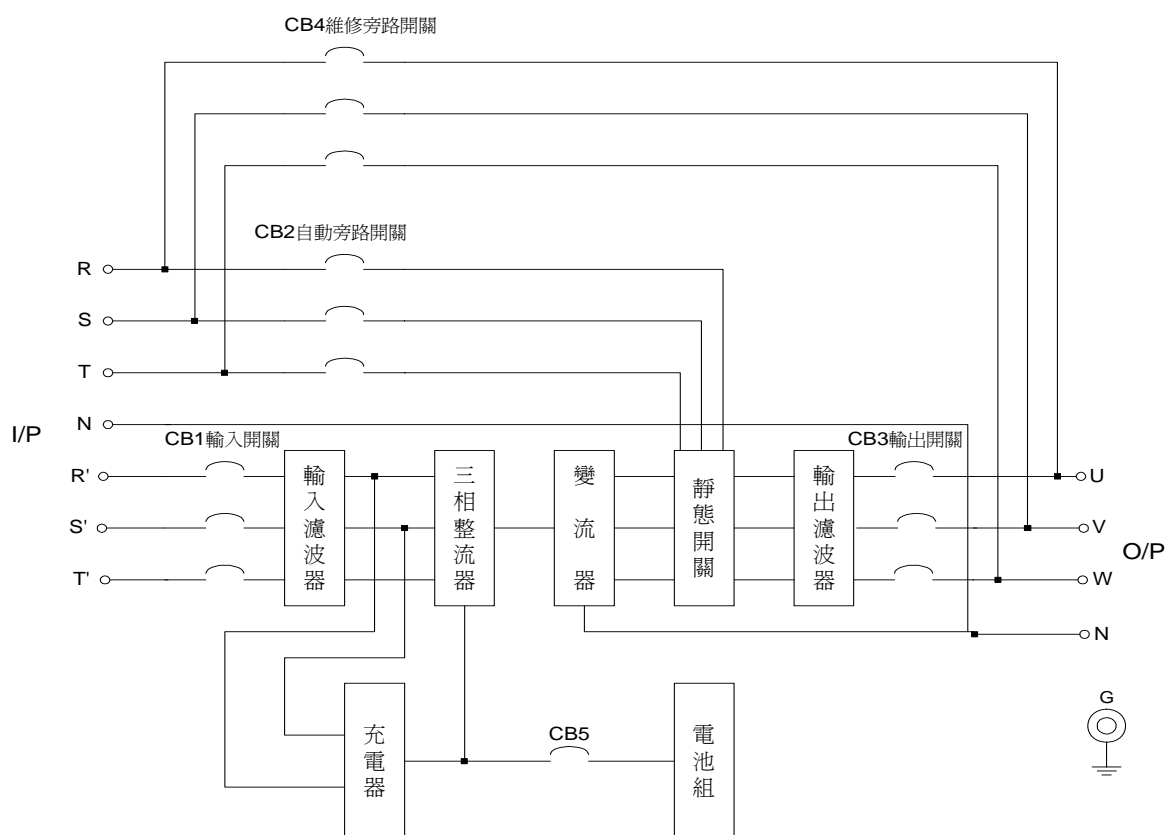 CB4維修旁路開關
CB2自動旁路開關
R
S
T
N
I/P
CB1輸入開關
CB3輸出開關
R'
S'
T'
輸入濾波器
三相整流器
變流器
靜態開關
輸出濾波器
U
V
O/P
W
N
G
充電器
CB5
電池組